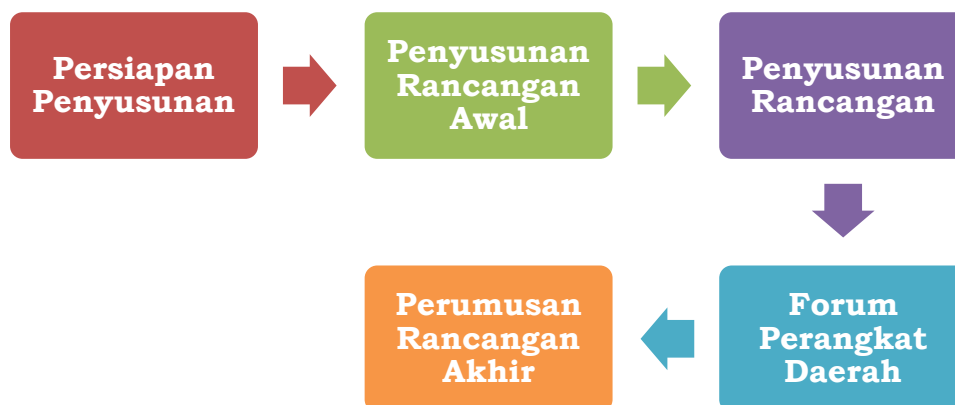 Persiapan
Penyusunan
Penyusunan
Rancangan
Awal
Penyusunan
Rancangan
Forum
Perangkat
Daerah
Perumusan
Rancangan
Akhir